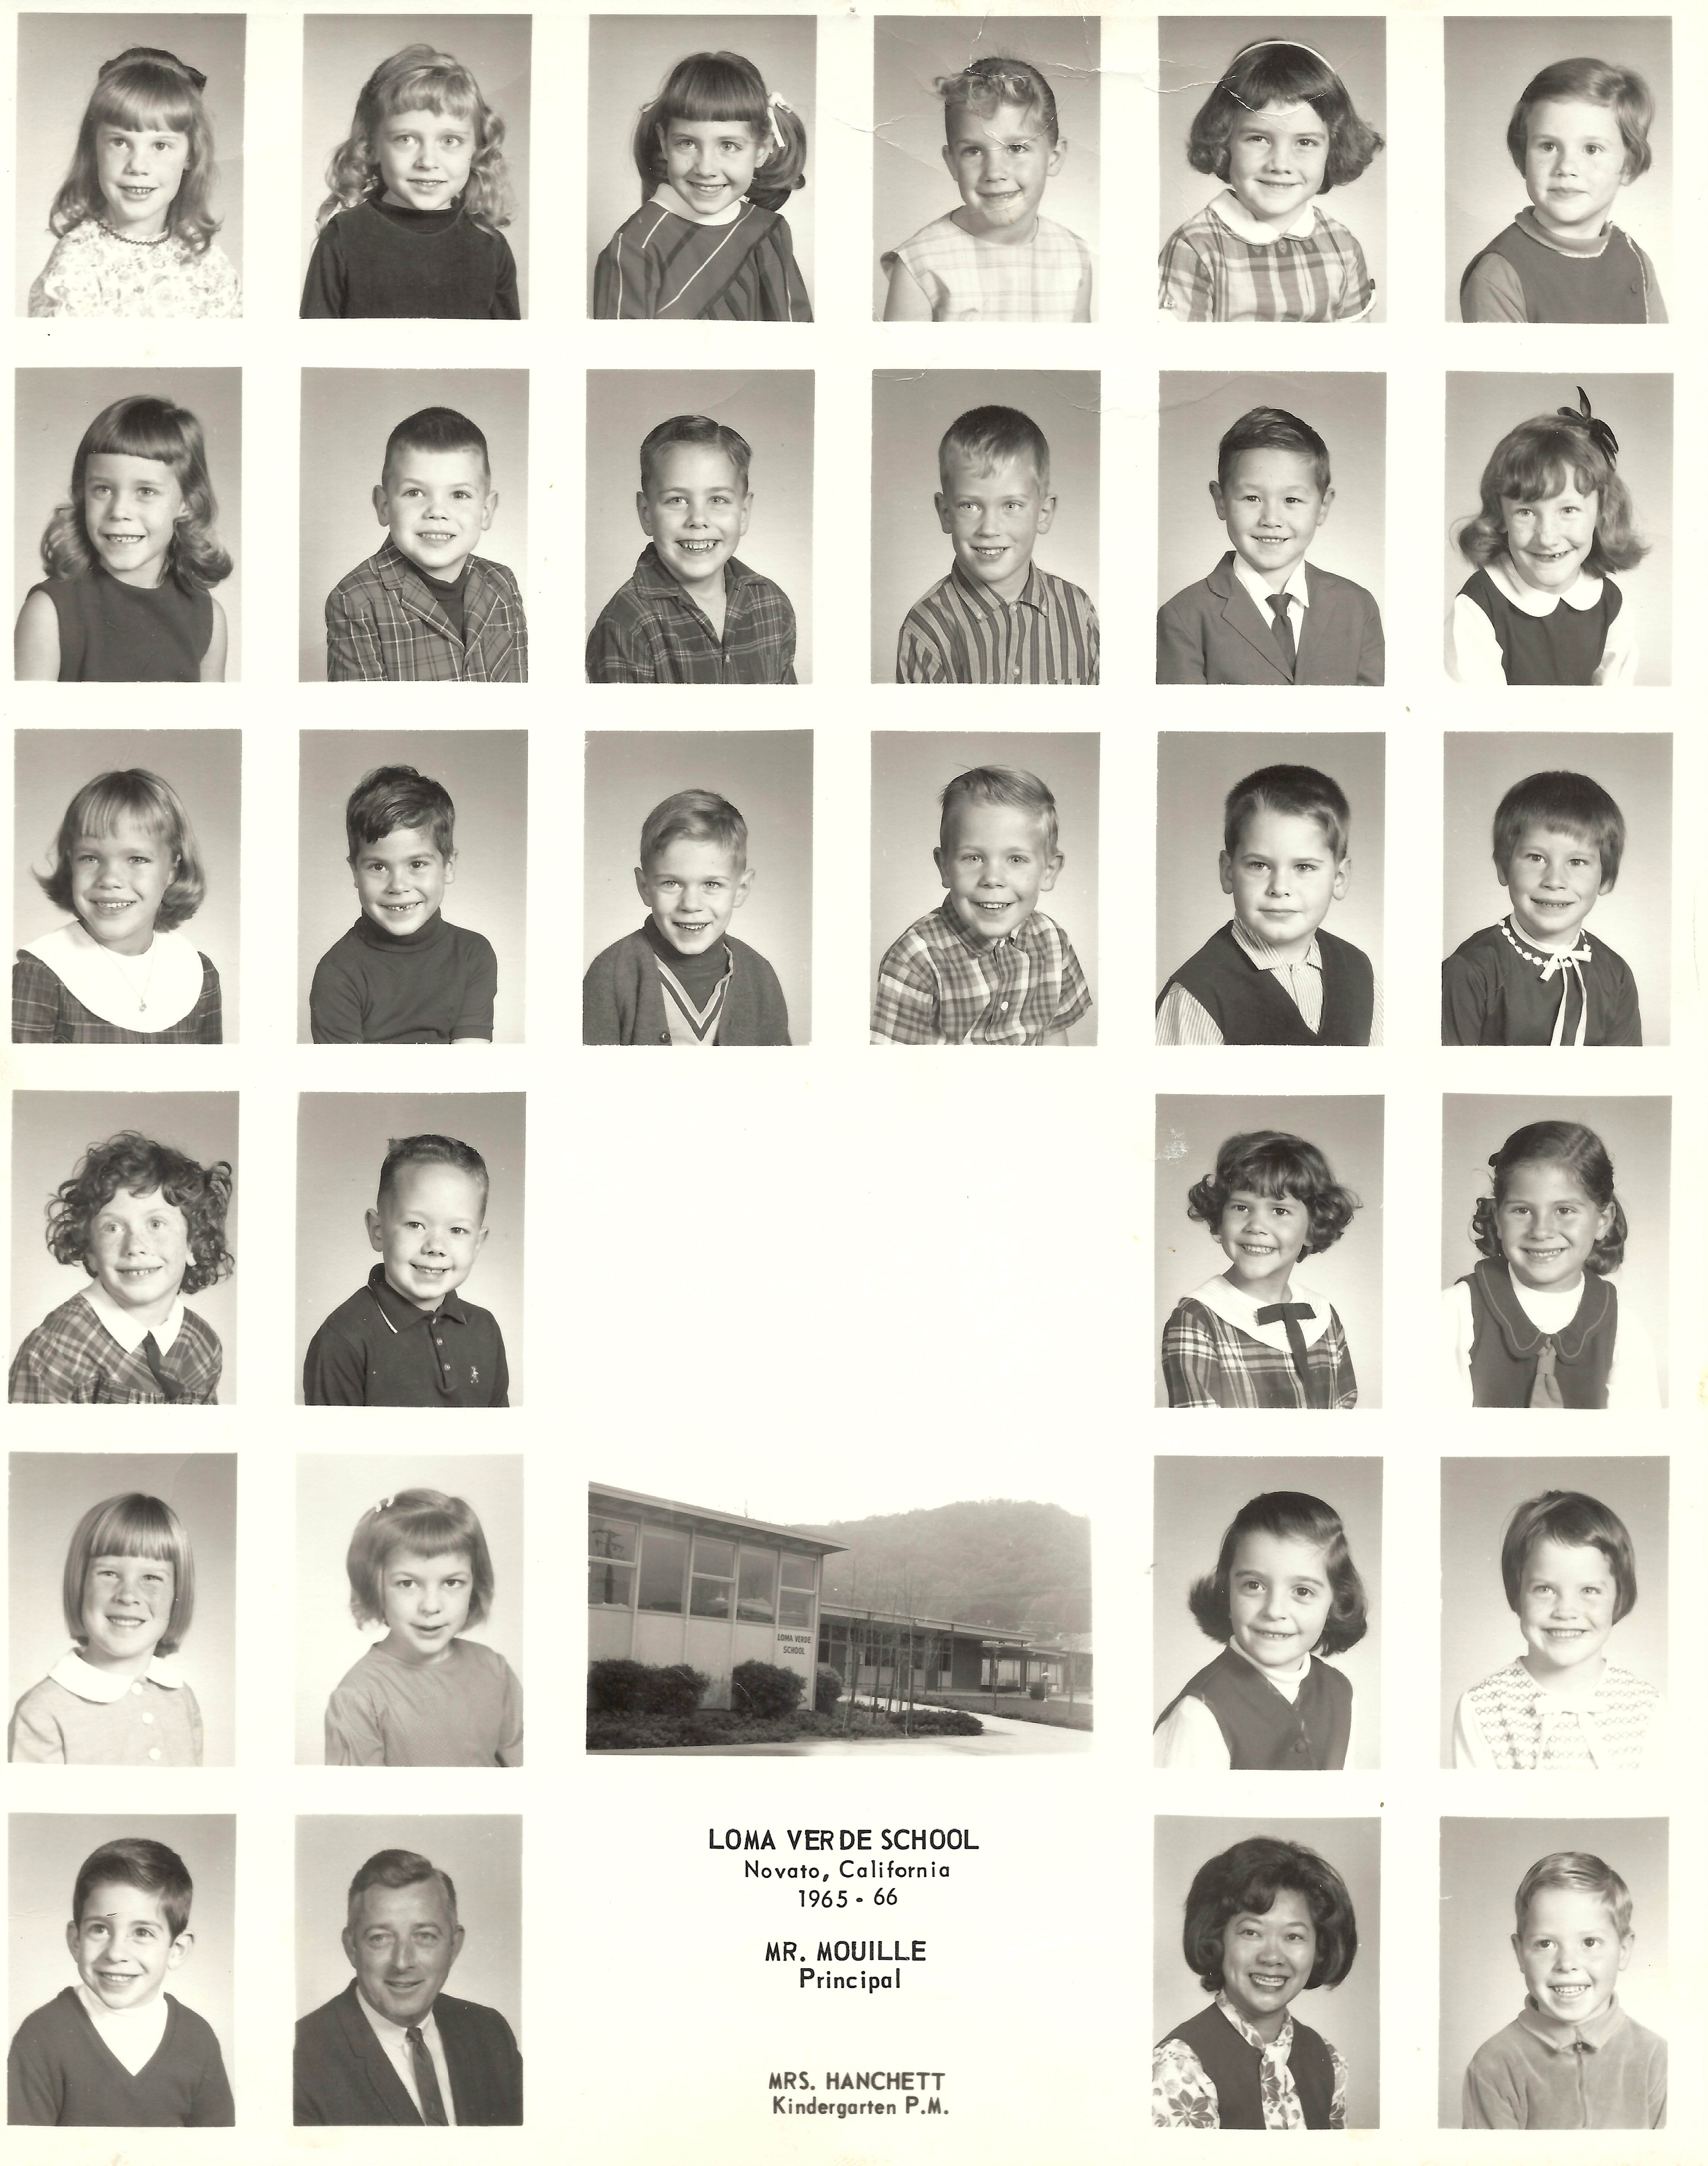 LOMA VERDE
SCHOOL
LOMA VERDE SCHOOL
Novato, California
1965 - 66
MR. MOUILLE
Principal
MRS. HANCHETT
Kindergarten P.M.